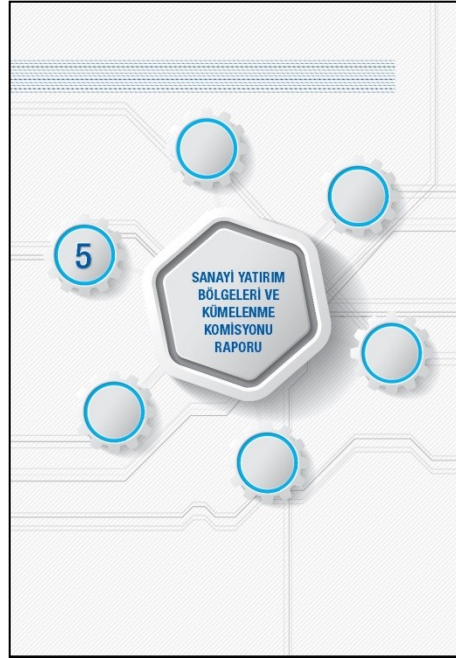 5
SANAYİ YATIRIM
BÖLGELERİ VE
KÜMELENME
KOMİSYONU
RAPORU